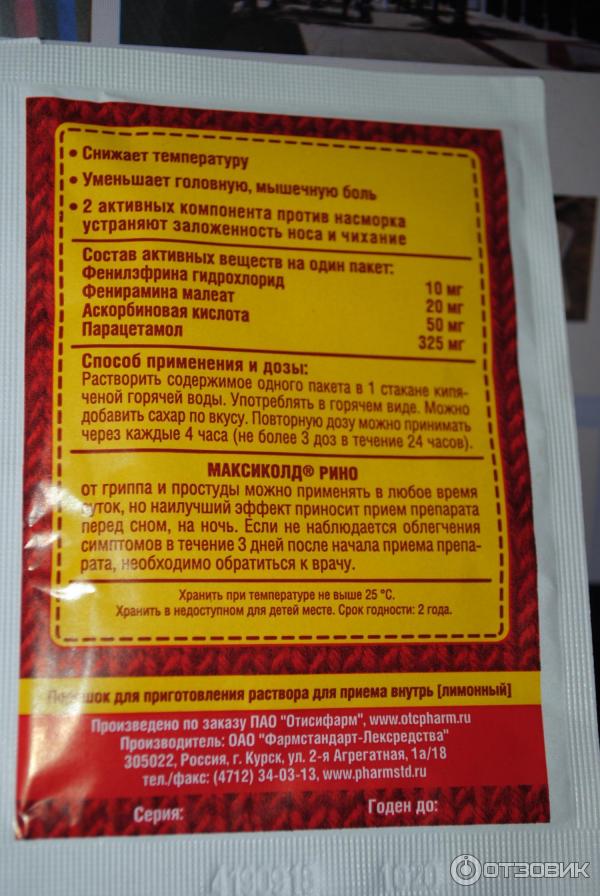 • Снижает температуру
• Уменьшает головную, мышечную боль
• 2 активных компонента против насморка
устраняют заложенность носа и чихание
Состав активных веществ на один пакет:
Фенилэфрина гидрохлорид 10 мг
Фенирамина малеат 20 мг
Аскорбиновая кислота 50 мг
Парацетамол 325 мг
Способ применения и дозы:
Растворить содержимое одного пакета в 1 стакане кипя-
ченой горячей воды. Употреблять в горячем виде. Можно
добавить сахар по вкусу. Повторную дозу можно принимать
через каждые 4 часа (не более 3 доз в течение 24 часов).
МАКСИКОЛД® РИНО
от гриппа и простуды можно применять в любое время
суток, но наилучший эффект приносит прием препарата
перед сном, на ночь. Если не наблюдается облегчения
симптомов в течение 3 дней после начала приема препа-
рата, необходимо обратиться к врачу.
Хранить при температуре не выше 25 °С.
Хранить в недоступном для детей месте. Срок годности: 2 года.
Порошок для приготовления раствора для приема внутрь [лимонный]
Произведено по заказу ПАО "Отисифарм", www.otcpharm.ru
Производитель: ОАО "Фармстандарт-Лексредства"
305022, Россия, г. Курск, ул. 2-я Агрегатная, 1а/18
тел./факс: (4712) 34-03-13, www.pharmstd.ru
Серия: Годен до:
ОТЗОВИК